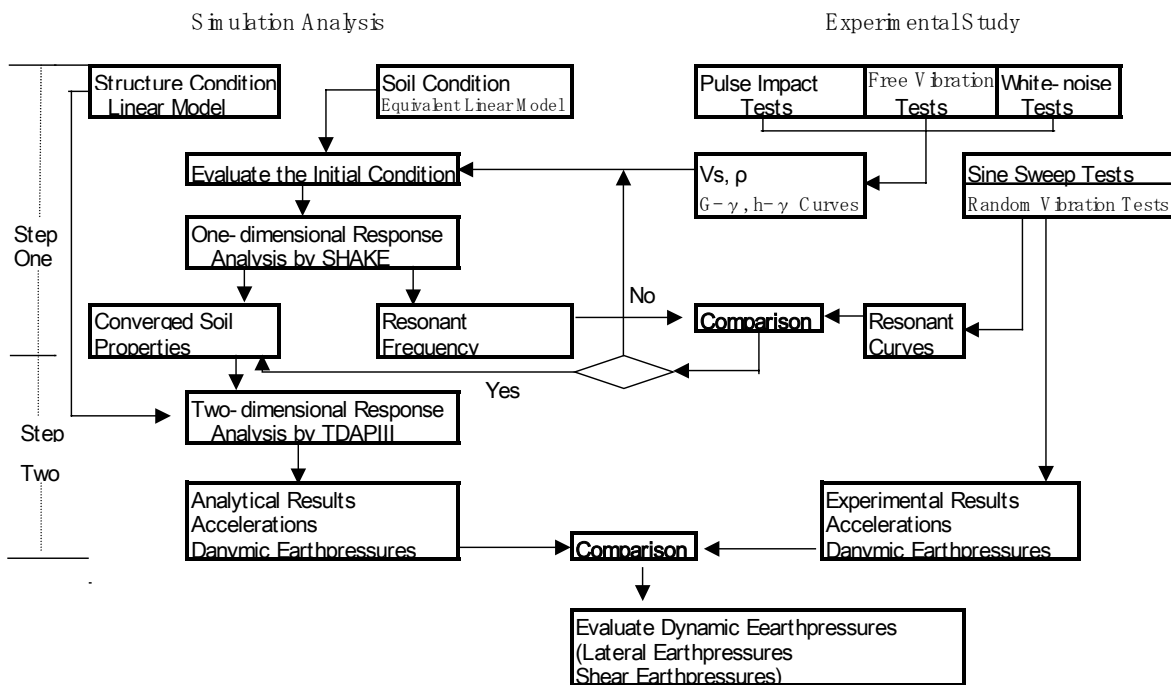 Simulation Analysis
Experimental Study
Structure Condition
Linear Model
Soil Condition
Equivalent Linear Model
Pulse Impact
Tests
Free Vibration
Tests
White-noise
Tests
Evaluate the Initial Condition
Vs, ρ
G-γ, h-γ Curves
Sine Sweep Tests
Random Vibration Tests
Step
One
One-dimensional Response
Analysis by SHAKE
No
Converged Soil
Properties
Resonant
Frequency
Comparison
Resonant
Curves
Yes
Two-dimensional Response
Analysis by TDAPIII
Step
Two
Analytical Results
Accelerations
Danymic Earthpressures
Comparison
Experimental Results
Accelerations
Danymic Earthpressures
Evaluate Dynamic Eearthpressures
(Lateral Earthpressures
Shear Earthpressures)